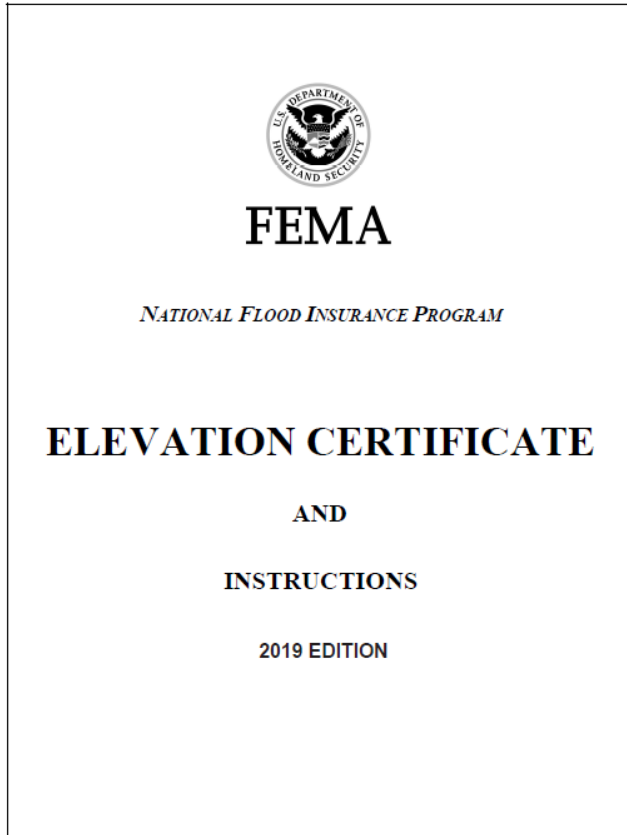 U.S. DEPARTMENT OF
HOMELAND SECURITY
FEMA
NATIONAL FLOOD INSURANCE PROGRAM
ELEVATION CERTIFICATE
AND
INSTRUCTIONS
2019 EDITION